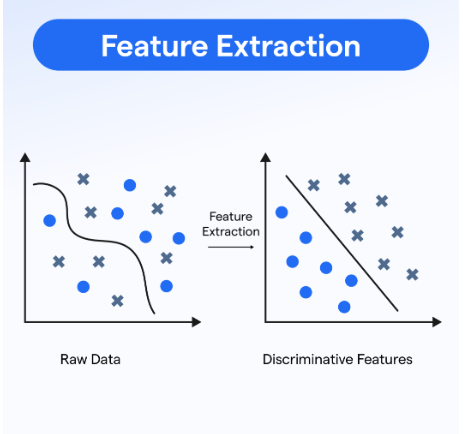 Feature Extraction
Feature
Extraction
Raw Data
Discriminative Features